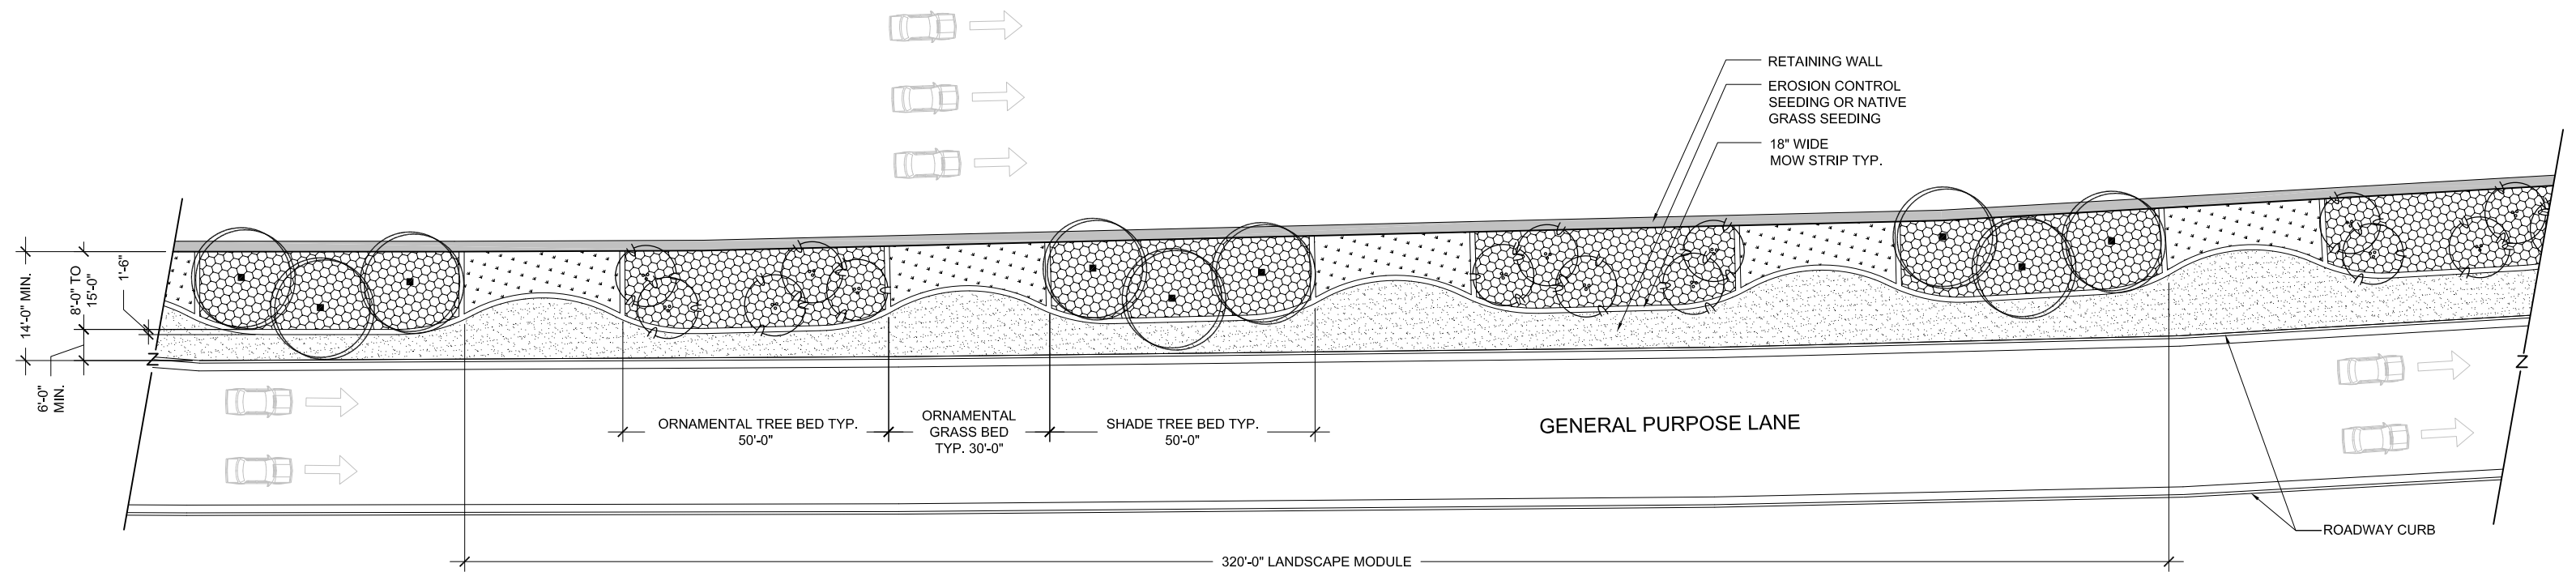 RETAINING WALL
EROSION CONTROL
SEEDING OR NATIVE
GRASS SEEDING
18" WIDE
MOW STRIP TYP.
14'-0" MIN.
8'-0" TO
15'-0"
1'-6"
6'-0"
MIN.
Z
Z
ORNAMENTAL TREE BED TYP.
50'-0"
ORNAMENTAL
GRASS BED
TYP. 30'-0"
SHADE TREE BED TYP.
50'-0"
GENERAL PURPOSE LANE
ROADWAY CURB
320'-0" LANDSCAPE MODULE